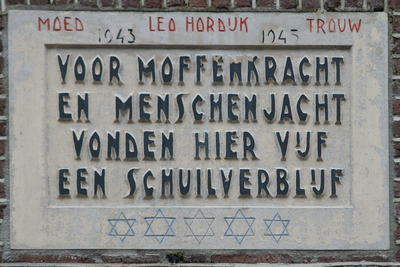 MOED LEO HORDIJK TROUW
1943 1945
VOOR MOFFENKRACHT
EN MENSCHENJACHT
VONDEN HIER VIJF
EEN SCHUILVERBLIJF